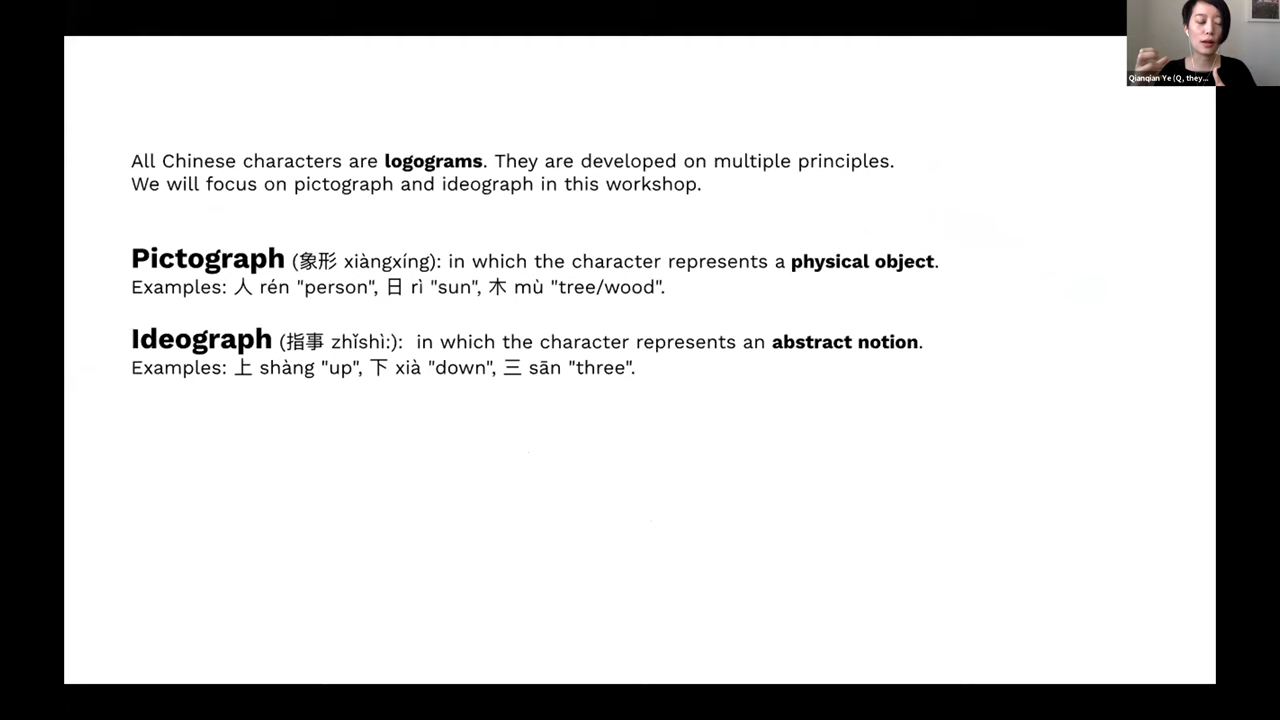 Qianqian Ye (Q, they...
All Chinese characters are logograms. They are developed on multiple principles.
We will focus on pictograph and ideograph in this workshop.
Pictograph (象形 xiàngxíng): in which the character represents a physical object.
Examples: 人 rén "person", 日 rì "sun", 木 mù "tree/wood".
Ideograph (指事 zhǐshì:):  in which the character represents an abstract notion.
Examples: 上 shàng "up", 下 xià "down", 三 sān "three".